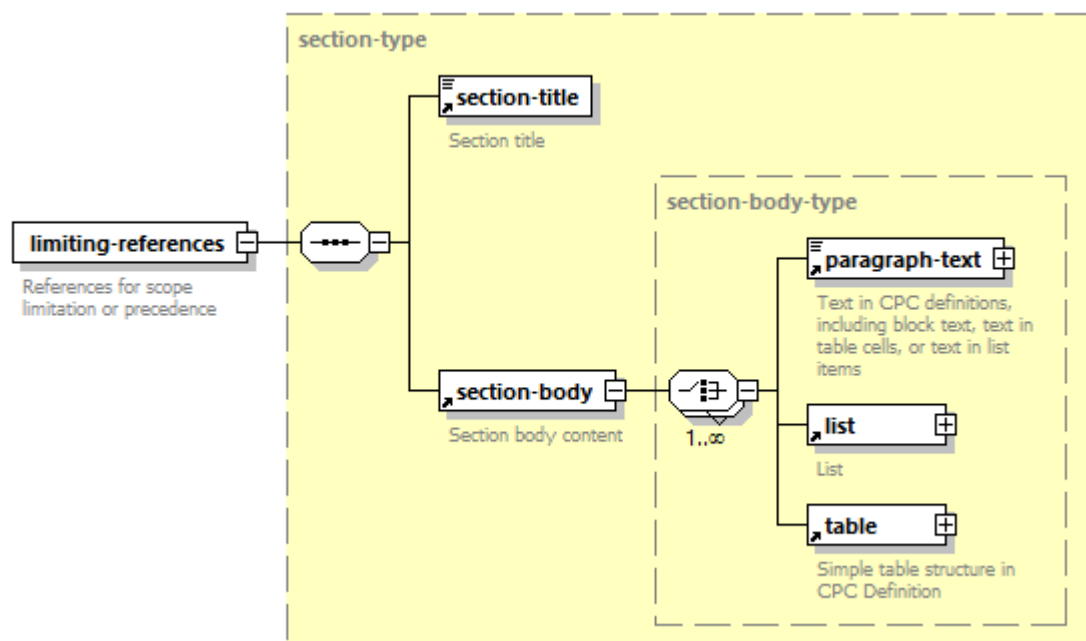 section-type
section-title
Section title
section-body-type
limiting-references
References for scope
limitation or precedence
paragraph-text
Text in CPC definitions,
including block text, text in
table cells, or text in list
items
section-body
Section body content
1..∞
list
List
table
Simple table structure in
CPC Definition